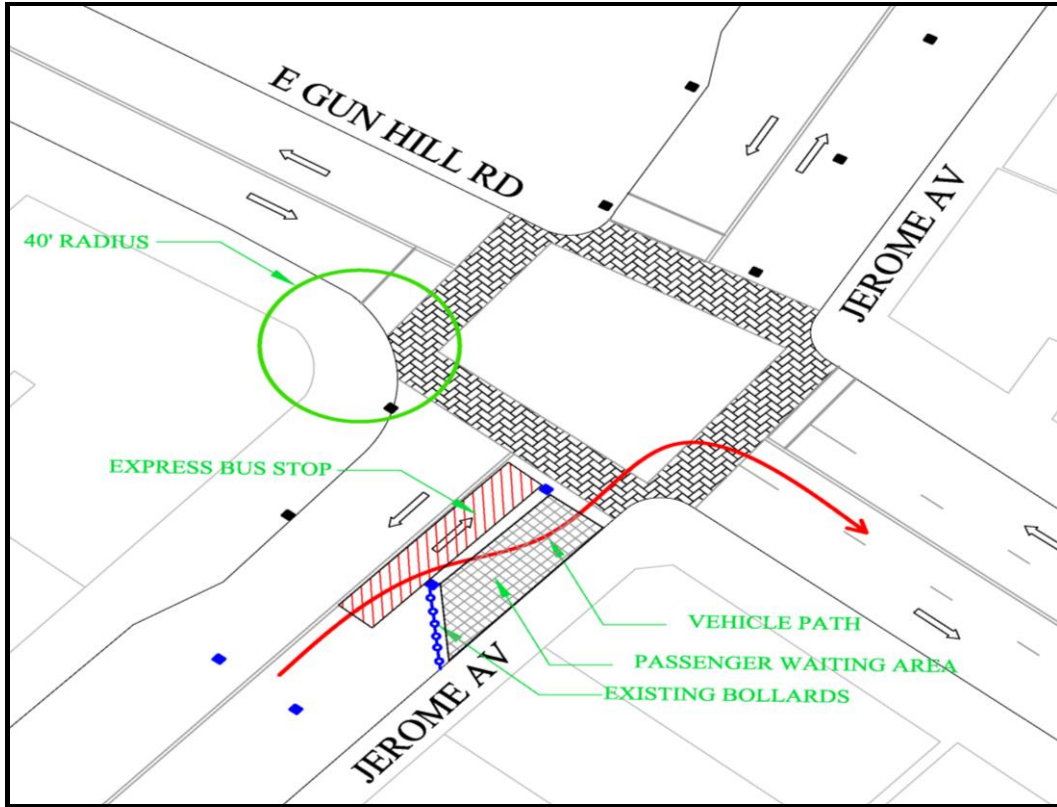 E GUN HILL RD
JEROME AV
40' RADIUS
EXPRESS BUS STOP
VEHICLE PATH
PASSENGER WAITING AREA
EXISTING BOLLARDS
JEROME AV